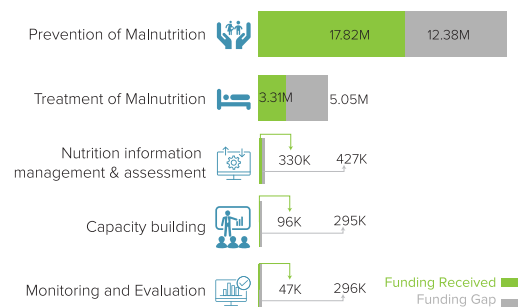 Prevention of Malnutrition 17.82M 12.38M
Treatment of Malnutrition 3.31M 5.05M
Nutrition information
management & assessment 330K 427K
Capacity building 96K 295K
Monitoring and Evaluation 47K 296K
Funding Received
Funding Gap